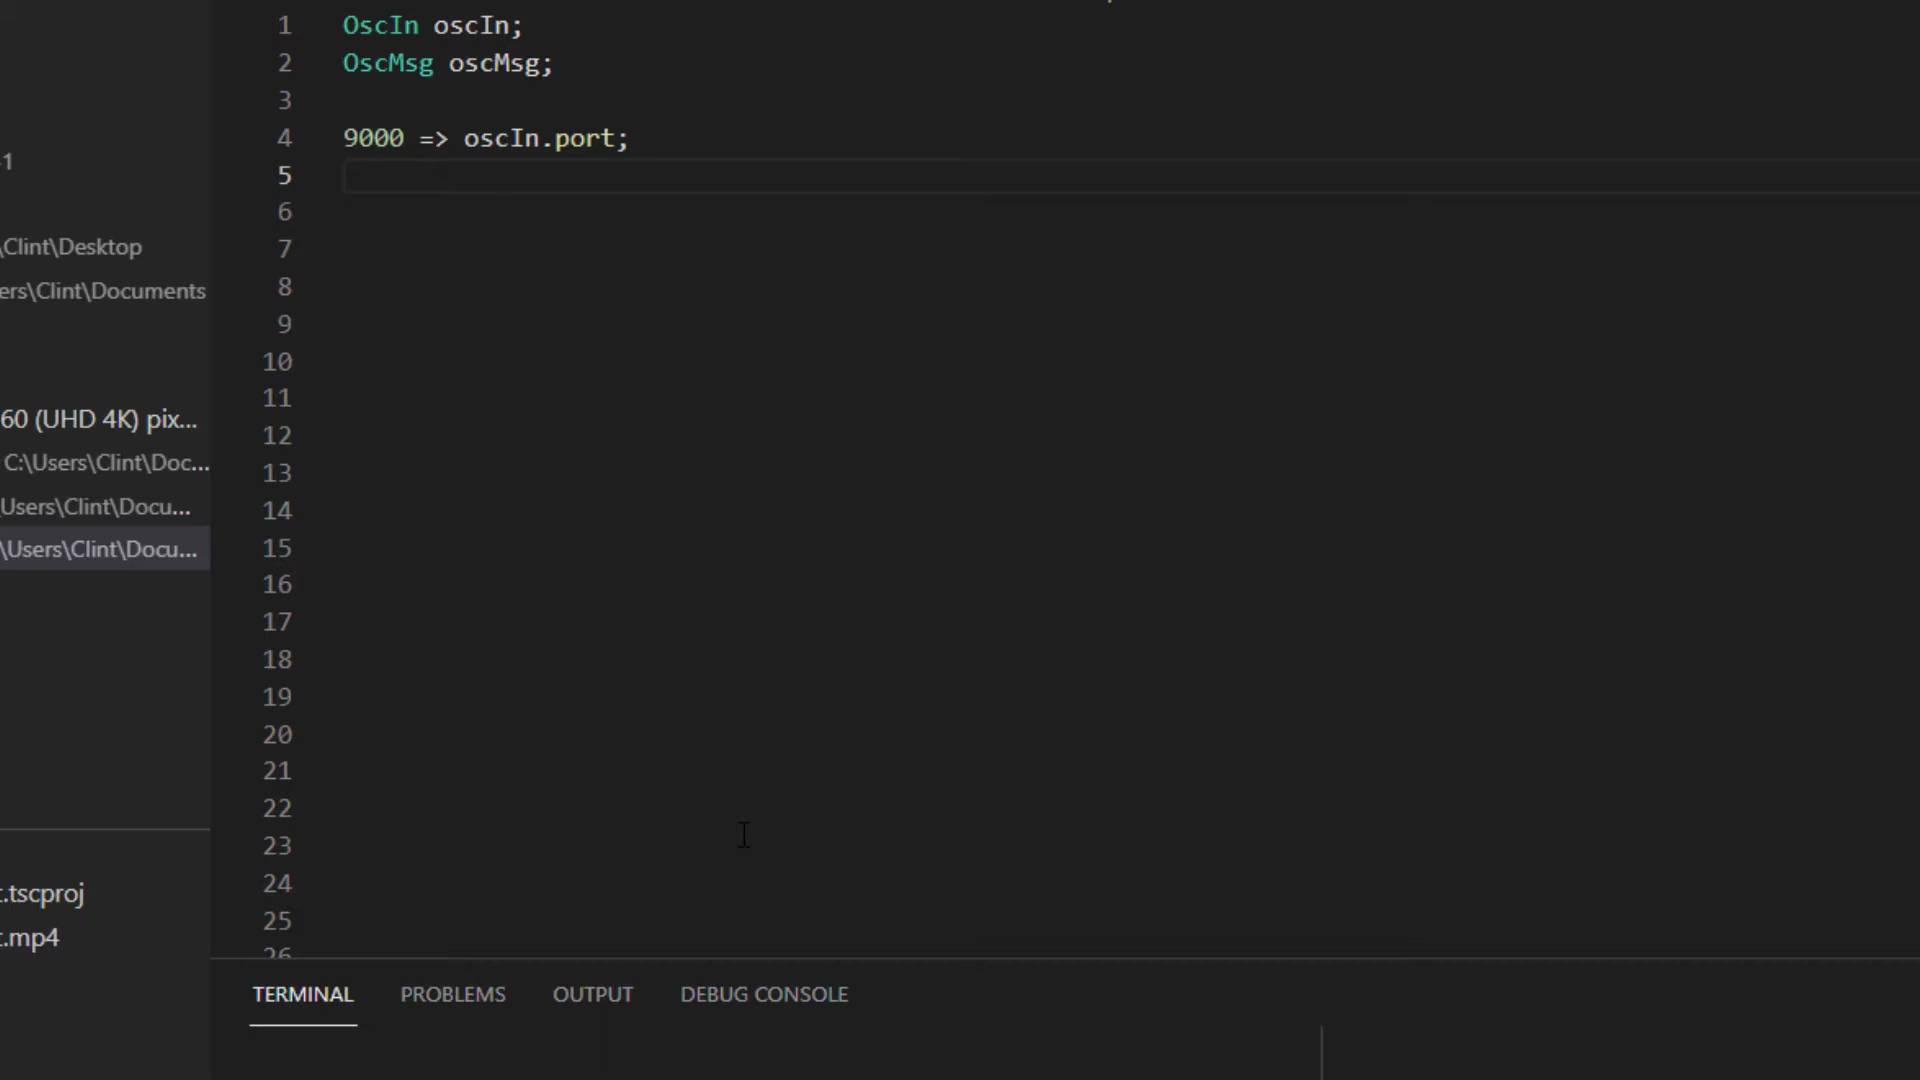 1 OscIn oscIn;
2 OscMsg oscMsg;
3
4 9000 => oscIn.port;
5
6
7
8
9
10
11
12
13
14
15
16
17
18
19
20
21
22
23
24
25
26
-1
\Clint\Desktop
ers\Clint\Documents
60 (UHD 4K) pix...
C:\Users\Clint\Doc...
Users\Clint\Docu...
\Users\Clint\Docu...
t.tscproj
t.mp4
TERMINAL PROBLEMS OUTPUT DEBUG CONSOLE